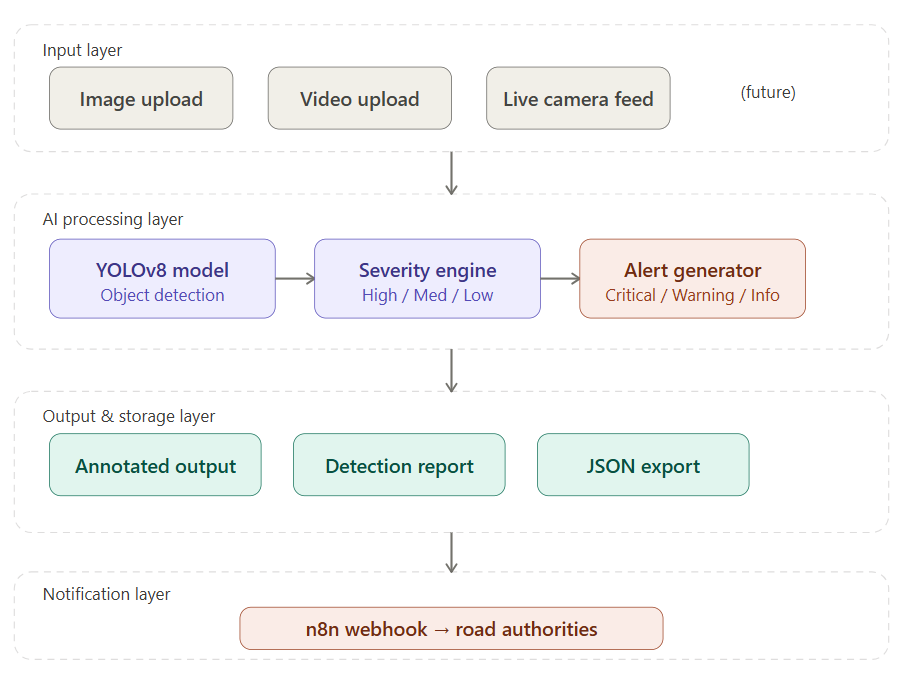 Input layer
Image upload
Video upload
Live camera feed
(future)
AI processing layer
YOLOv8 model
Object detection
Severity engine
High / Med / Low
Alert generator
Critical / Warning / Info
Output & storage layer
Annotated output
Detection report
JSON export
Notification layer
n8n webhook → road authorities